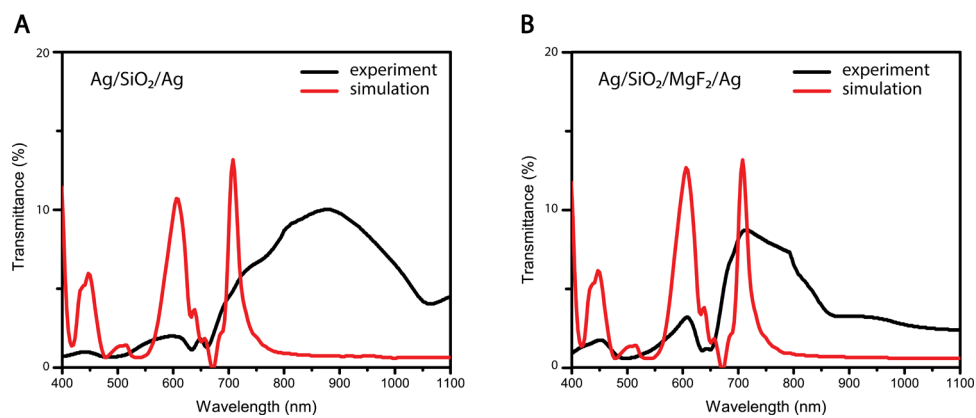 A
Ag/SiO₂/Ag
experiment
simulation
Transmittance (%)
20
10
0
400 500 600 700 800 900 1000 1100
Wavelength (nm)
B
Ag/SiO₂/MgF₂/Ag
experiment
simulation
Transmittance (%)
20
10
0
400 500 600 700 800 900 1000 1100
Wavelength (nm)